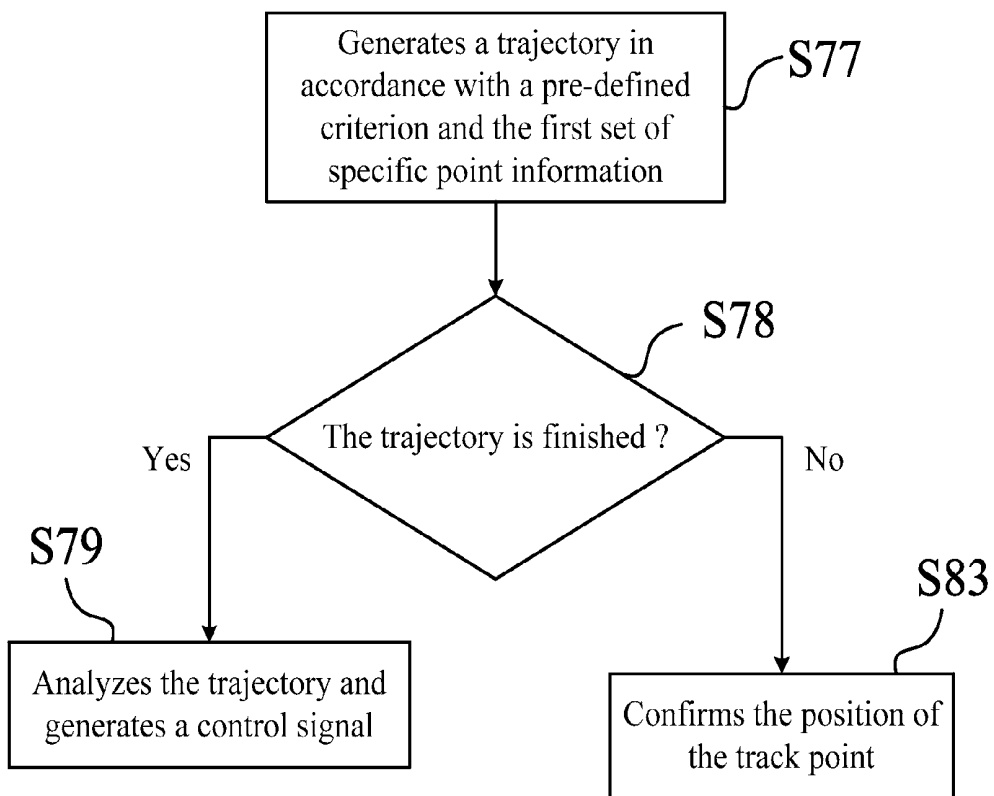 Generates a trajectory in
accordance with a pre-defined
criterion and the first set of
specific point information
S77
S78
The trajectory is finished ?
Yes
No
S79
Analyzes the trajectory and
generates a control signal
S83
Confirms the position of
the track point